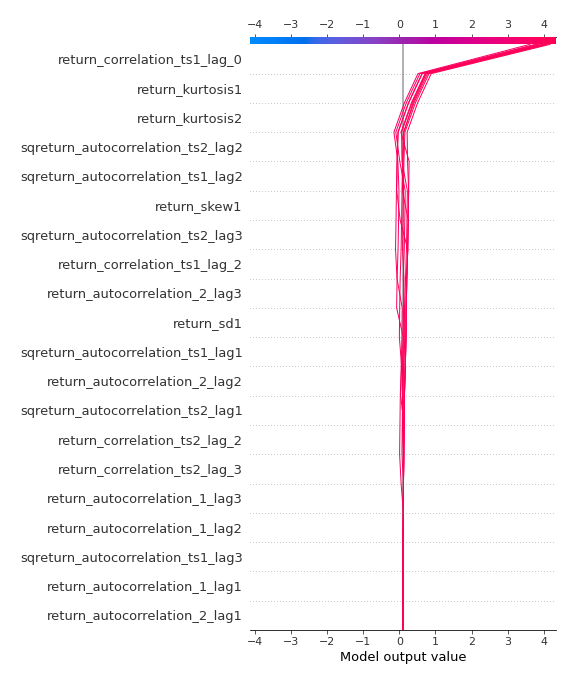 −4 −3 −2 −1 0 1 2 3 4
return_correlation_ts1_lag_0
return_kurtosis1
return_kurtosis2
sqreturn_autocorrelation_ts2_lag2
sqreturn_autocorrelation_ts1_lag2
return_skew1
sqreturn_autocorrelation_ts2_lag3
return_correlation_ts1_lag_2
return_autocorrelation_2_lag3
return_sd1
sqreturn_autocorrelation_ts1_lag1
return_autocorrelation_2_lag2
sqreturn_autocorrelation_ts2_lag1
return_correlation_ts2_lag_2
return_correlation_ts2_lag_3
return_autocorrelation_1_lag3
return_autocorrelation_1_lag2
sqreturn_autocorrelation_ts1_lag3
return_autocorrelation_1_lag1
return_autocorrelation_2_lag1
−4 −3 −2 −1 0 1 2 3 4
Model output value